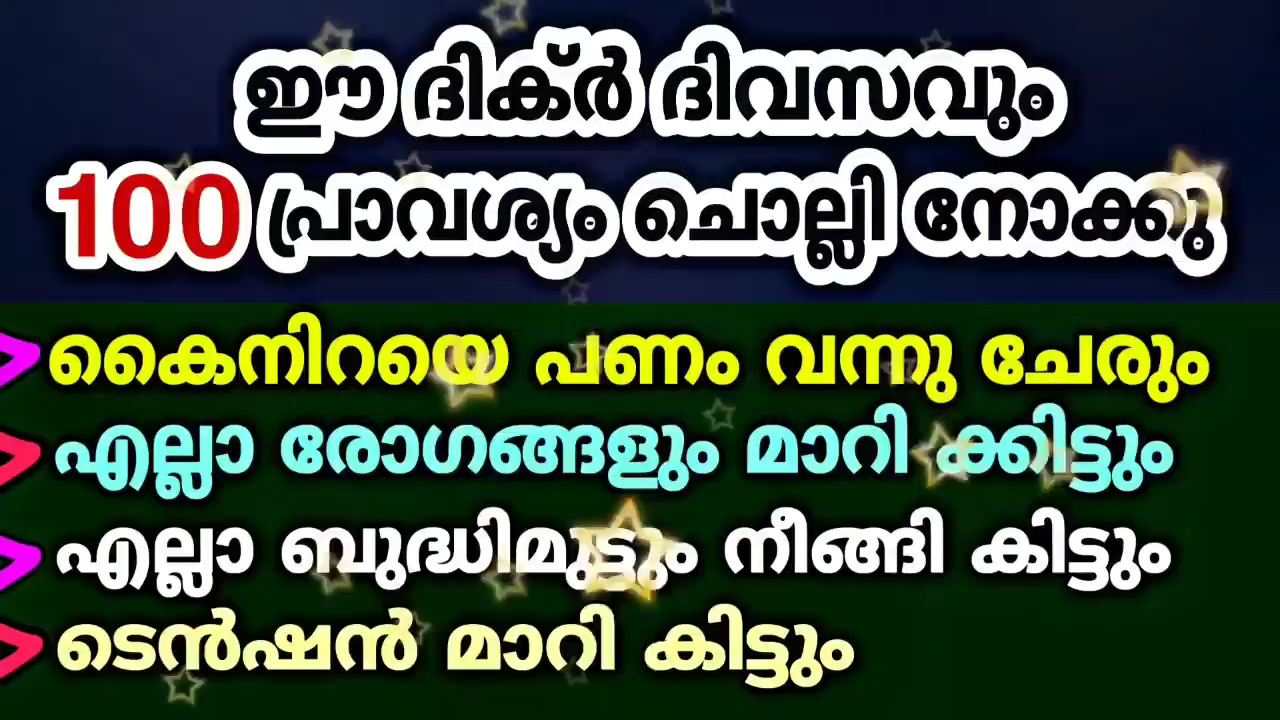 ഈ ദിക്ർ ദിവസവും
100 പ്രാവശ്യം ചൊല്ലി നോക്കു
കൈനിറയെ പണം വന്നു ചേരും
എല്ലാ രോഗങ്ങളും മാറി ക്കിട്ടും
എല്ലാ ബുദ്ധിമുട്ടും നീങ്ങി കിട്ടും
ടെൻഷൻ മാറി കിട്ടും